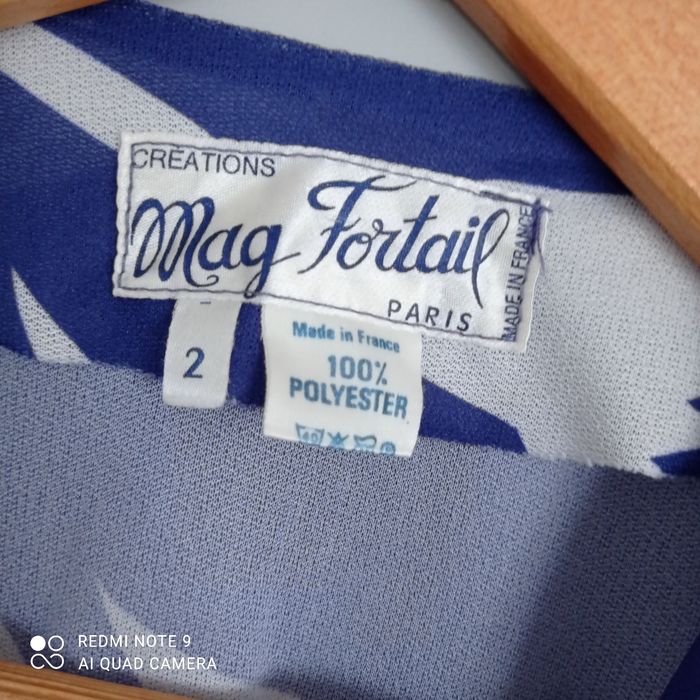 CRÉATIONS
Mag Fortail
PARIS
MADE IN FRANCE
2
Made in France
100%
POLYESTER
40
REDMI NOTE 9
AI QUAD CAMERA